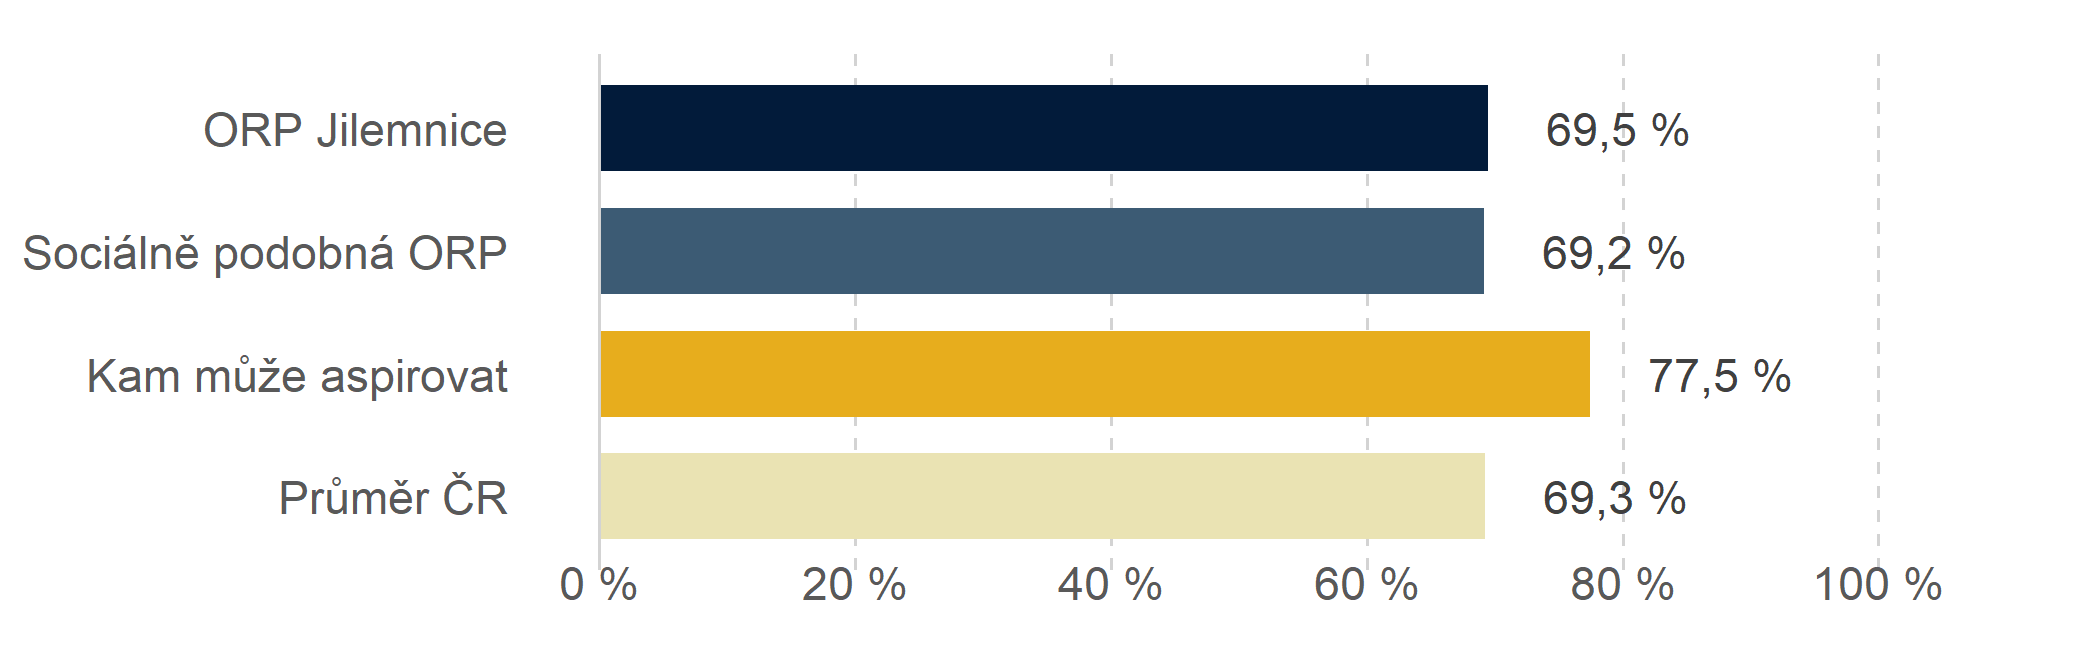 ORP Jilemnice 69,5 %
Sociálně podobná ORP 69,2 %
Kam může aspirovat 77,5 %
Průměr ČR 69,3 %
0 % 20 % 40 % 60 % 80 % 100 %